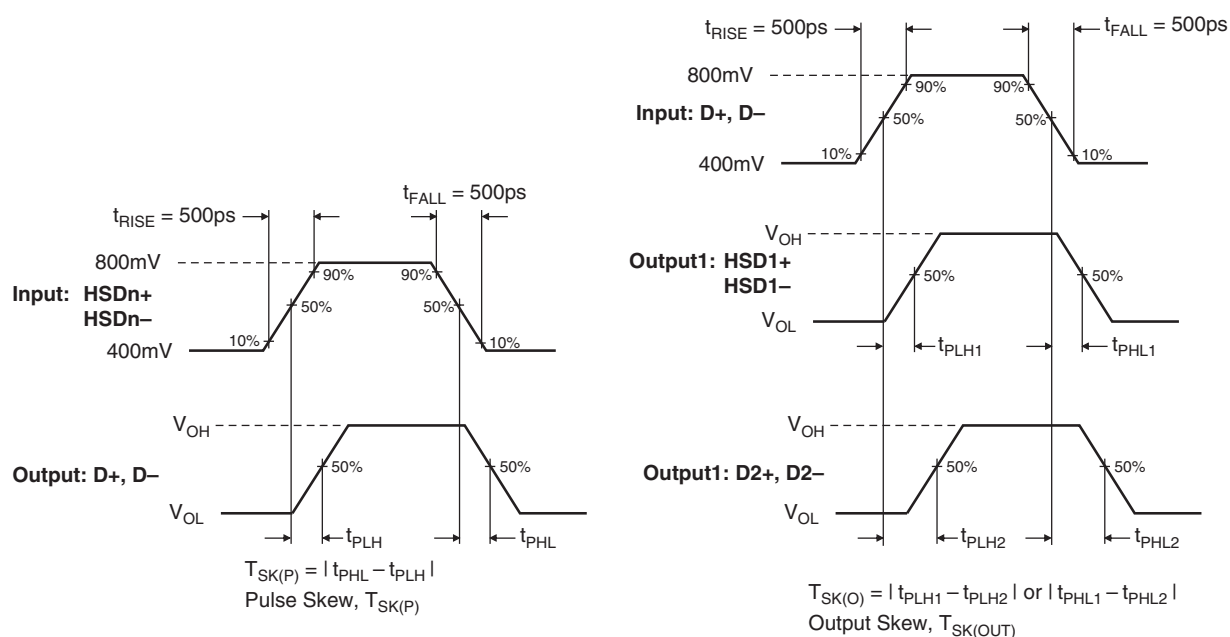 t_RISE = 500ps
t_FALL = 500ps
800mV
90%
90%
Input: HSDn+
HSDn–
50%
50%
10%
10%
400mV
V_OH
Output: D+, D–
50%
50%
V_OL
t_PLH
t_PHL
T_SK(P) = | t_PHL – t_PLH |
Pulse Skew, T_SK(P)
t_RISE = 500ps
t_FALL = 500ps
800mV
90%
90%
Input: D+, D–
50%
50%
10%
10%
400mV
V_OH
Output1: HSD1+
HSD1–
50%
50%
V_OL
t_PLH1
t_PHL1
V_OH
Output1: D2+, D2–
50%
50%
V_OL
t_PLH2
t_PHL2
T_SK(O) = | t_PLH1 – t_PLH2 | or | t_PHL1 – t_PHL2 |
Output Skew, T_SK(OUT)